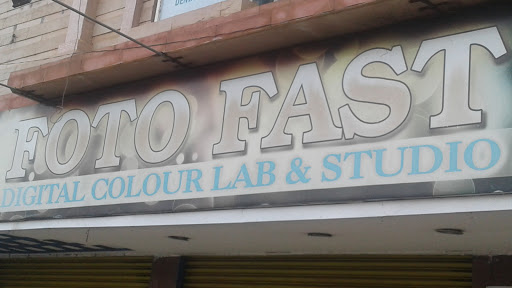 FOTO FAST
DIGITAL COLOUR LAB & STUDIO